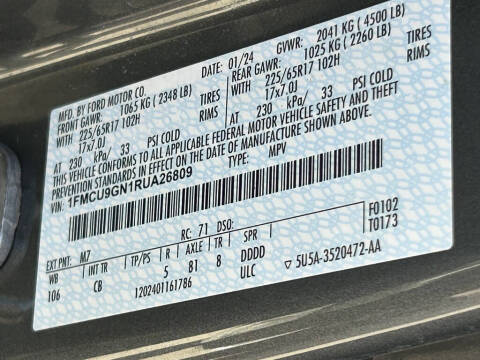 MFD. BY FORD MOTOR CO. DATE: 01/24 GVWR: 2041 KG (4500 LB)
FRONT GAWR: 1065 KG (2348 LB) REAR GAWR: 1025 KG (2260 LB)
WITH 225/65R17 102H TIRES WITH 225/65R17 102H TIRES
17x7.0J RIMS 17x7.0J RIMS
AT 230 kPa/ 33 PSI COLD AT 230 kPa/ 33 PSI COLD
THIS VEHICLE CONFORMS TO ALL APPLICABLE FEDERAL MOTOR VEHICLE SAFETY AND THEFT
PREVENTION STANDARDS IN EFFECT ON THE DATE OF MANUFACTURE SHOWN ABOVE.
1FMCU9GN1RUA26809 TYPE: MPV
F0102
T0173
EXT PNT: M7 RC: 71 DSO:
WB INT TR TP/PS R AXLE TR SPR
106 CB 5 B1 8 DDDD
1202401161786 ULC ▽ 5U5A-3520472-AA